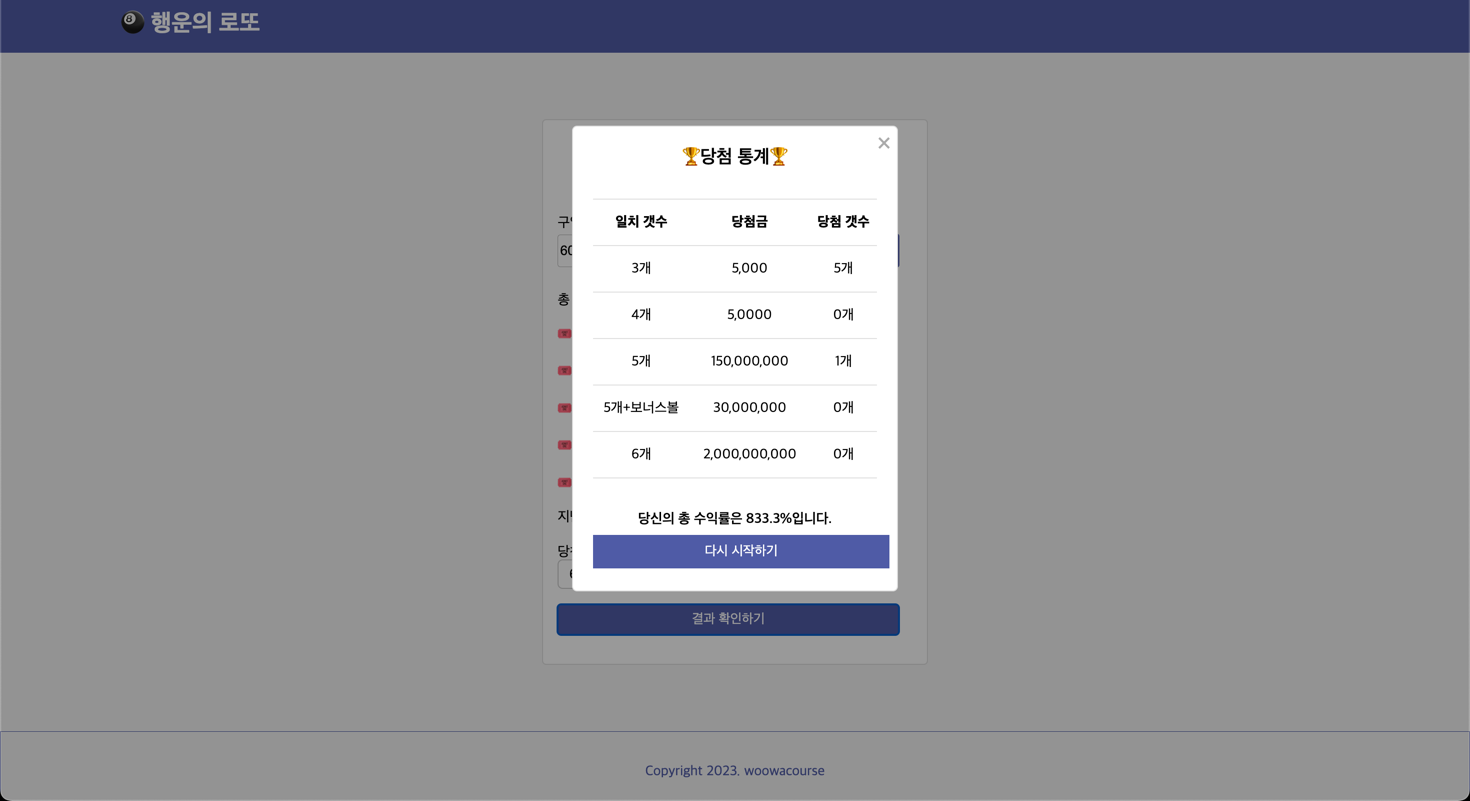 행운의 로또
🏆당첨 통계🏆
일치 갯수 당첨금 당첨 갯수
3개 5,000 5개
4개 5,0000 0개
5개 150,000,000 1개
5개+보너스볼 30,000,000 0개
6개 2,000,000,000 0개
당신의 총 수익률은 833.3%입니다.
다시 시작하기
총
결과 확인하기
Copyright 2023. woowacourse